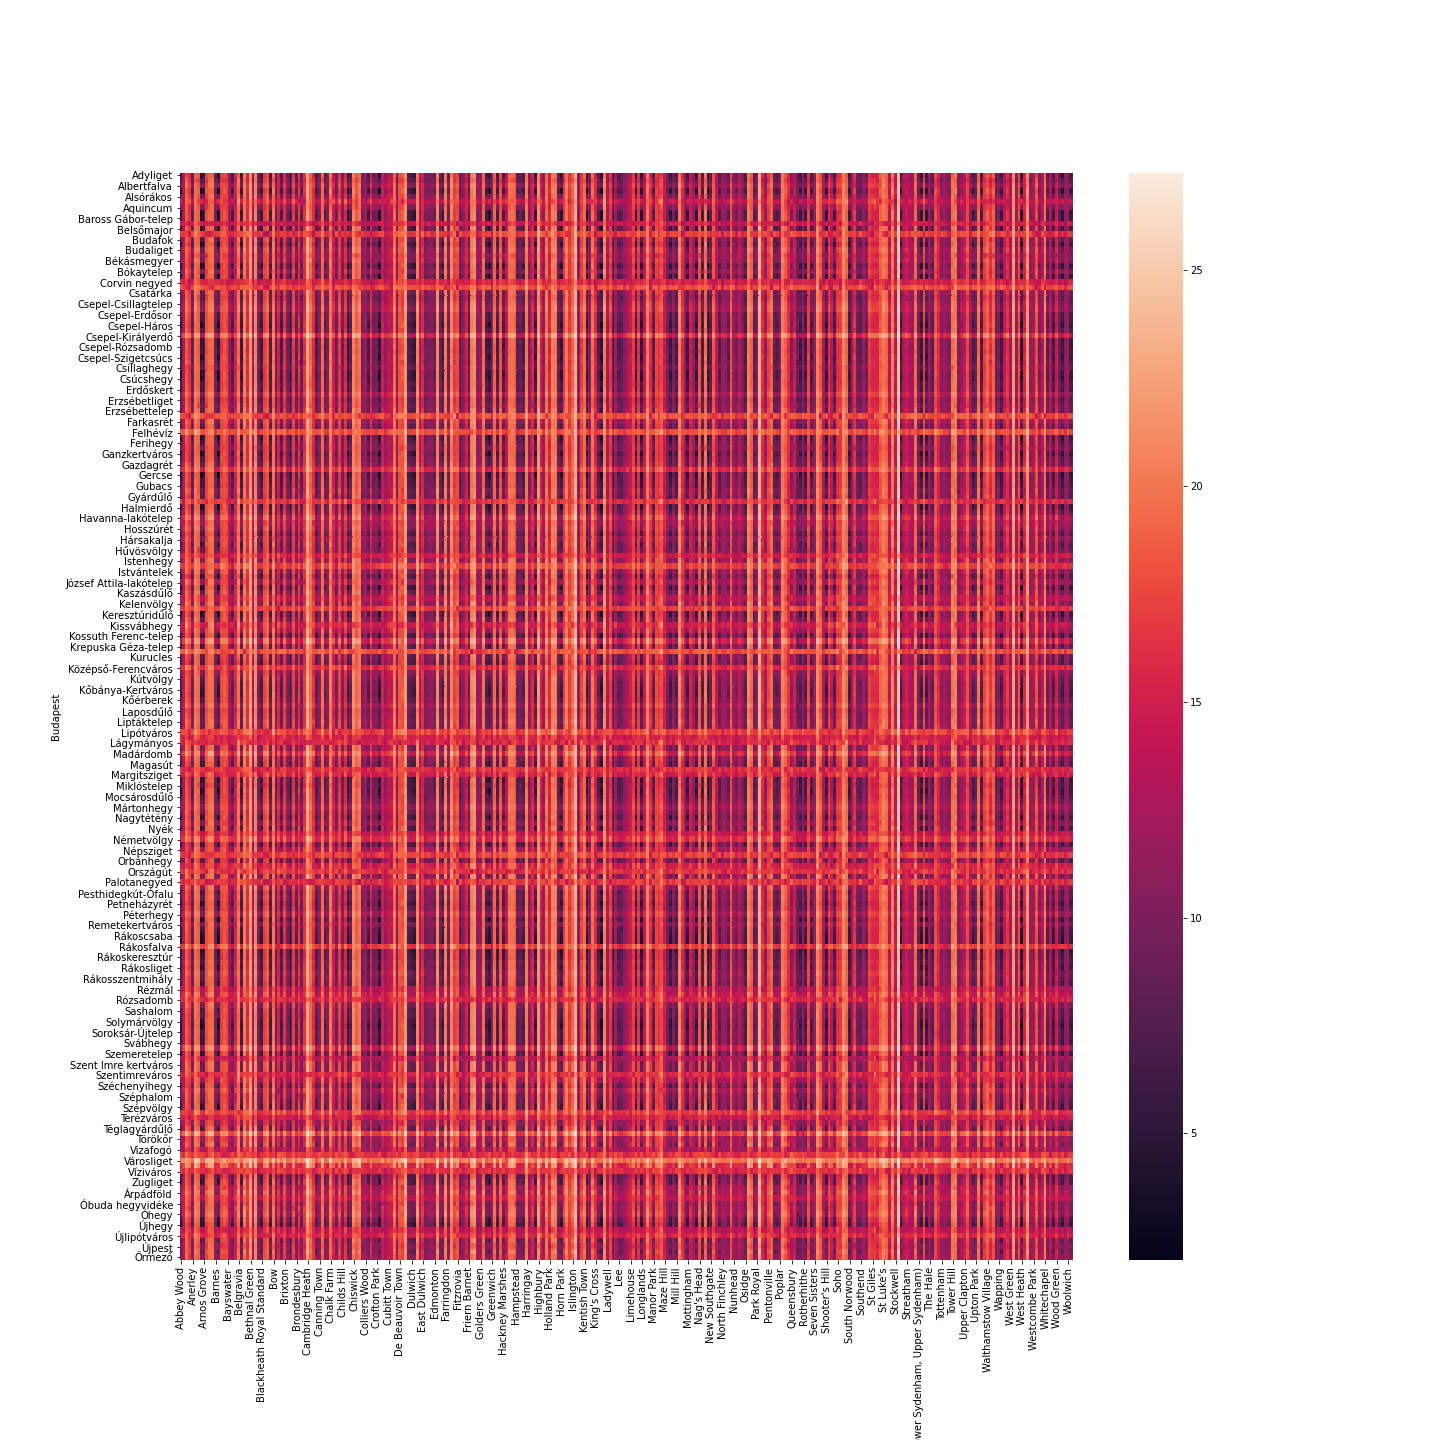 Adyliget
Albertfalva
Alsórákos
Aquincum
Baross Gábor-telep
Belsőmajor
Budafok
Budaliget
Békásmegyer
Bókaytelep
Corvin negyed
Csatárka
Csepel-Csillagtelep
Csepel-Erdősor
Csepel-Háros
Csepel-Királyerdő
Csepel-Rózsadomb
Csepel-Szigetcsúcs
Csillaghegy
Csúcshegy
Erdőskert
Erzsébetliget
Erzsébettelep
Farkasrét
Felhévíz
Ferihegy
Ganzkertváros
Gazdagrét
Gercse
Gubacs
Gyárdűlő
Halmierdő
Havanna-lakótelep
Hosszúrét
Hársakalja
Hűvösvölgy
Istenhegy
Istvántelek
József Attila-lakótelep
Kaszásdűlő
Kelenvölgy
Keresztúridűlő
Kissvábhegy
Kossuth Ferenc-telep
Krepuska Géza-telep
Kurucles
Középső-Ferencváros
Kútvölgy
Kőbánya-Kertváros
Kőérberek
Laposdűlő
Liptáktelep
Lipótváros
Lágymányos
Madárdomb
Magasút
Margitsziget
Miklóstelep
Mocsárosdűlő
Mártonhegy
Nagytétény
Nyék
Németvölgy
Népsziget
Orbánhegy
Országút
Palotanegyed
Pesthidegkút-Ófalu
Petneházyrét
Péterhegy
Remetekertváros
Rákoscsaba
Rákosfalva
Rákoskeresztúr
Rákosliget
Rákosszentmihály
Rézmál
Rózsadomb
Sashalom
Solymárvölgy
Soroksár-Újtelep
Svábhegy
Szemeretelep
Szent Imre kertváros
Szentimreváros
Széchenyihegy
Széphalom
Szépvölgy
Terézváros
Téglagyárdűlő
Törökőr
Vizafogó
Városliget
Víziváros
Zugliget
Árpádföld
Óbuda hegyvidéke
Óhegy
Újhegy
Újlipótváros
Újpest
Őrmező
Budapest
25
20
15
10
5
Abbey Wood
Anerley
Arnos Grove
Barnes
Bayswater
Belgravia
Bethnal Green
Blackheath Royal Standard
Bow
Brixton
Brondesbury
Cambridge Heath
Canning Town
Chalk Farm
Childs Hill
Chiswick
Colliers Wood
Crofton Park
Cubitt Town
De Beauvoir Town
Dulwich
East Dulwich
Edmonton
Farringdon
Fitzrovia
Friern Barnet
Golders Green
Greenwich
Hackney Marshes
Hampstead
Harringay
Highbury
Holland Park
Horn Park
Islington
Kentish Town
King's Cross
Ladywell
Lee
Limehouse
Longlands
Manor Park
Maze Hill
Mill Hill
Mottingham
Nag's Head
New Southgate
North Finchley
Nunhead
Osidge
Park Royal
Pentonville
Poplar
Queensbury
Rotherhithe
Seven Sisters
Shooter's Hill
Soho
South Norwood
Southend
St Giles
St Luke's
Stockwell
Streatham
wer Sydenham, Upper Sydenham)
The Hale
Tottenham
Tower Hill
Upper Clapton
Upton Park
Walthamstow Village
Wapping
West Green
West Heath
Westcombe Park
Whitechapel
Wood Green
Woolwich